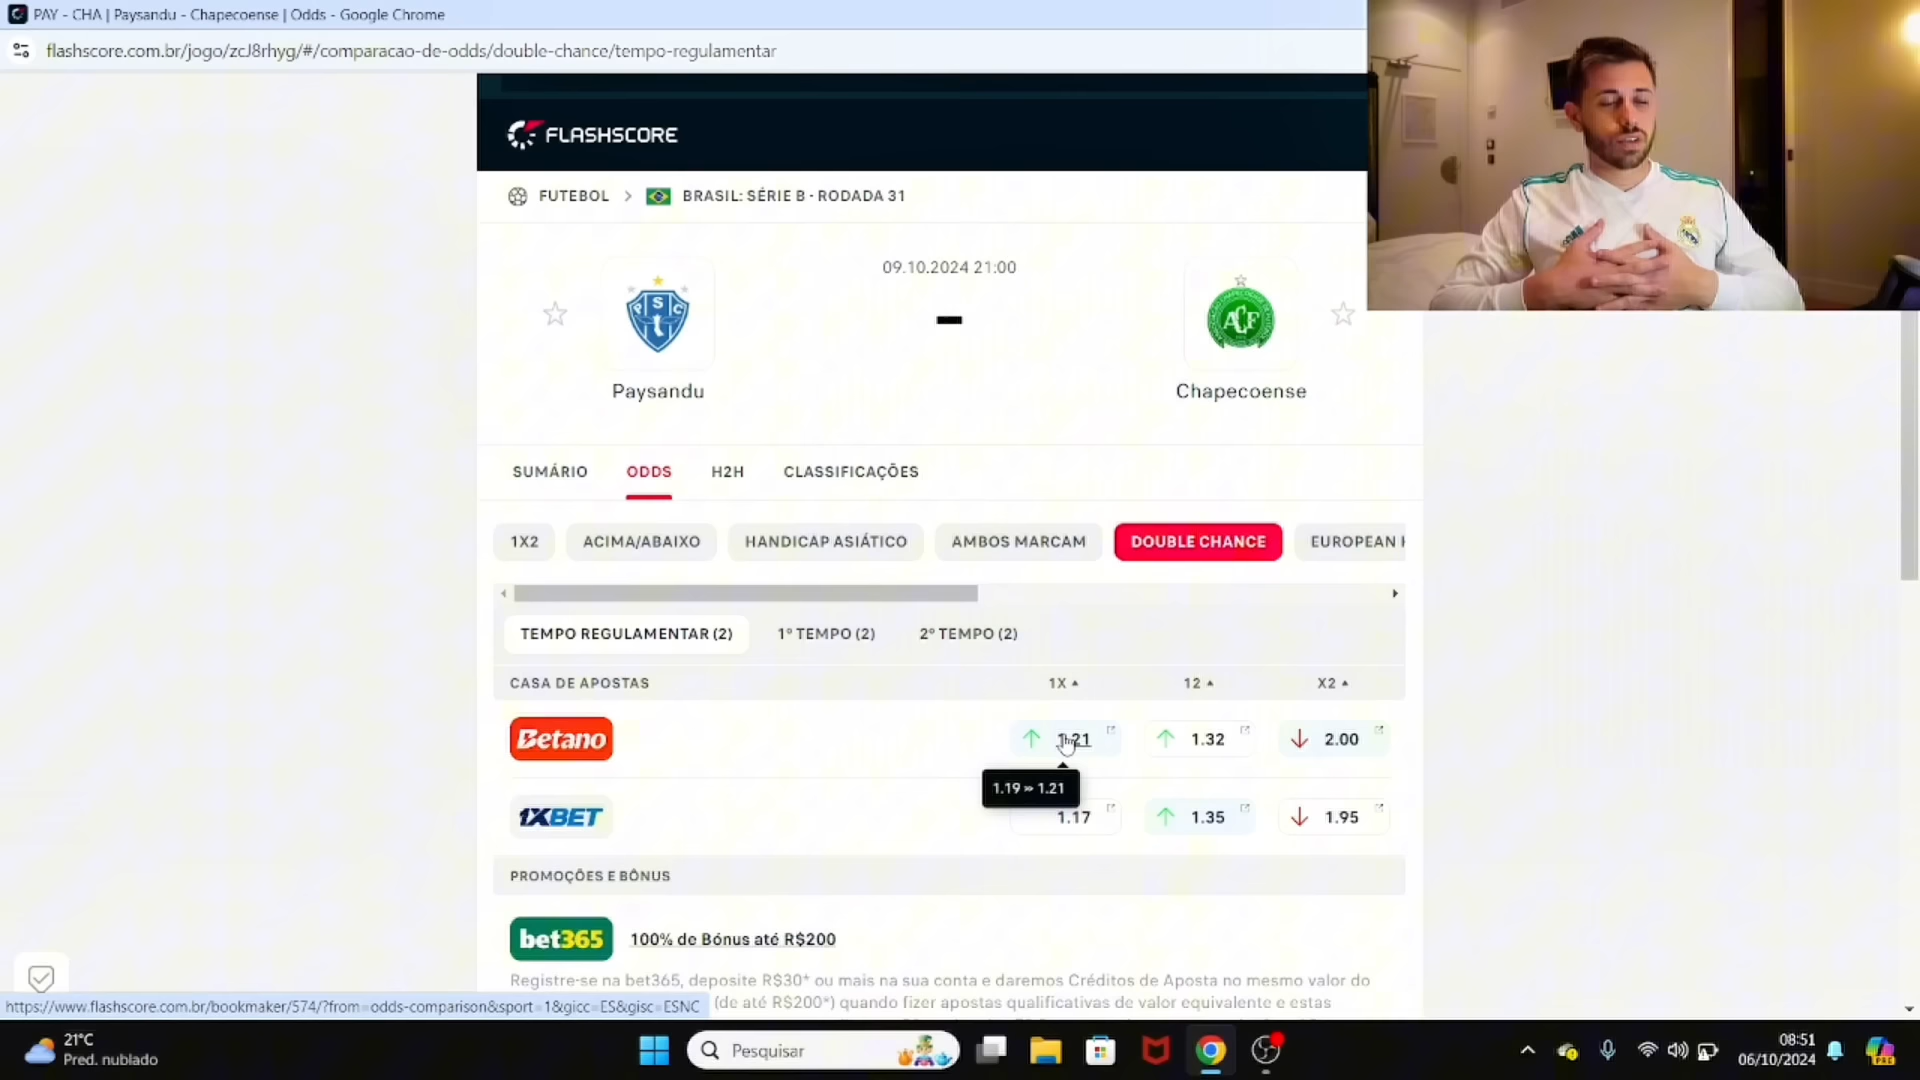 PAY - CHA | Paysandu - Chapecoense | Odds - Google Chrome
flashscore.com.br/jogo/zcJ8rhyg/#/comparacao-de-odds/double-chance/tempo-regulamentar
FLASHSCORE
FUTEBOL > BRASIL: SÉRIE B - RODADA 31
09.10.2024 21:00
PSC
ACF
-
Paysandu
Chapecoense
SUMÁRIO ODDS H2H CLASSIFICAÇÕES
1X2 ACIMA/ABAIXO HANDICAP ASIÁTICO AMBOS MARCAM DOUBLE CHANCE EUROPEAN
TEMPO REGULAMENTAR (2) 1º TEMPO (2) 2º TEMPO (2)
CASA DE APOSTAS 1X 12 X2
Betano 1.21 1.32 2.00
1.19 » 1.21
1XBET 1.17 1.35 1.95
PROMOÇÕES E BÔNUS
bet365 100% de Bónus até R$200
Registre-se na bet365, deposite R$30* ou mais na sua conta e daremos Créditos de Aposta no mesmo valor do
(de até R$200*) quando fizer apostas qualificativas de valor equivalente e estas
https://www.flashscore.com.br/bookmaker/574/?from=odds-comparison&sport=1&gicc=ES&gisc=ESNC
21°C
Pred. nublado
Pesquisar
08:51
06/10/2024
PRE